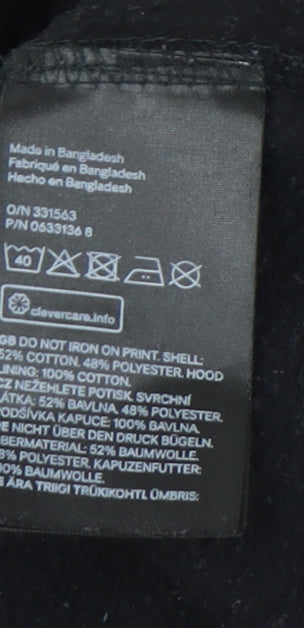 Made in Bangladesh
Fabriqué en Bangladesh
Hecho en Bangladesh
O/N 331563
P/N 0633136 8
40
clevercare.info
GB DO NOT IRON ON PRINT. SHELL:
52% COTTON, 48% POLYESTER. HOOD
LINING: 100% COTTON.
CZ NEŽEHLETE POTISK. SVRCHNÍ
LÁTKA: 52% BAVLNA, 48% POLYESTER.
PODŠÍVKA KAPUCE: 100% BAVLNA.
DE NICHT ÜBER DEN DRUCK BÜGELN.
OBERMATERIAL: 52% BAUMWOLLE,
48% POLYESTER. KAPUZENFUTTER:
100% BAUMWOLLE.
ÄRA TRIIGI TRÜKIKOHTI. ÜMBRIS: